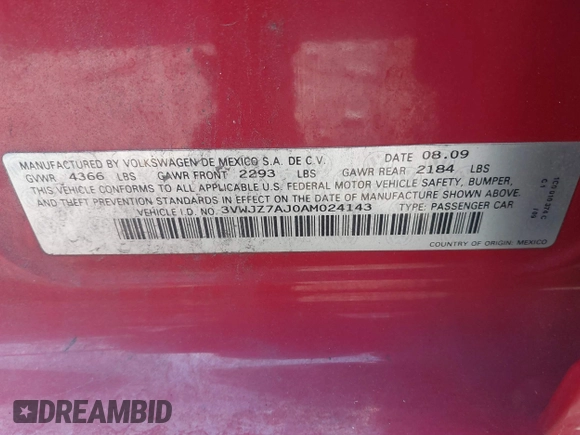 MANUFACTURED BY VOLKSWAGEN DE MEXICO S.A. DE C.V. DATE 08.09
GVWR 4366 LBS GAWR FRONT 2293 LBS GAWR REAR 2184 LBS
THIS VEHICLE CONFORMS TO ALL APPLICABLE U.S. FEDERAL MOTOR VEHICLE SAFETY, BUMPER,
AND THEFT PREVENTION STANDARDS IN EFFECT ON THE DATE OF MANUFACTURE SHOWN ABOVE.
VEHICLE I.D. NO. 3VWJZ7AJ0AM024143 TYPE: PASSENGER CAR
COUNTRY OF ORIGIN: MEXICO
DREAMBID